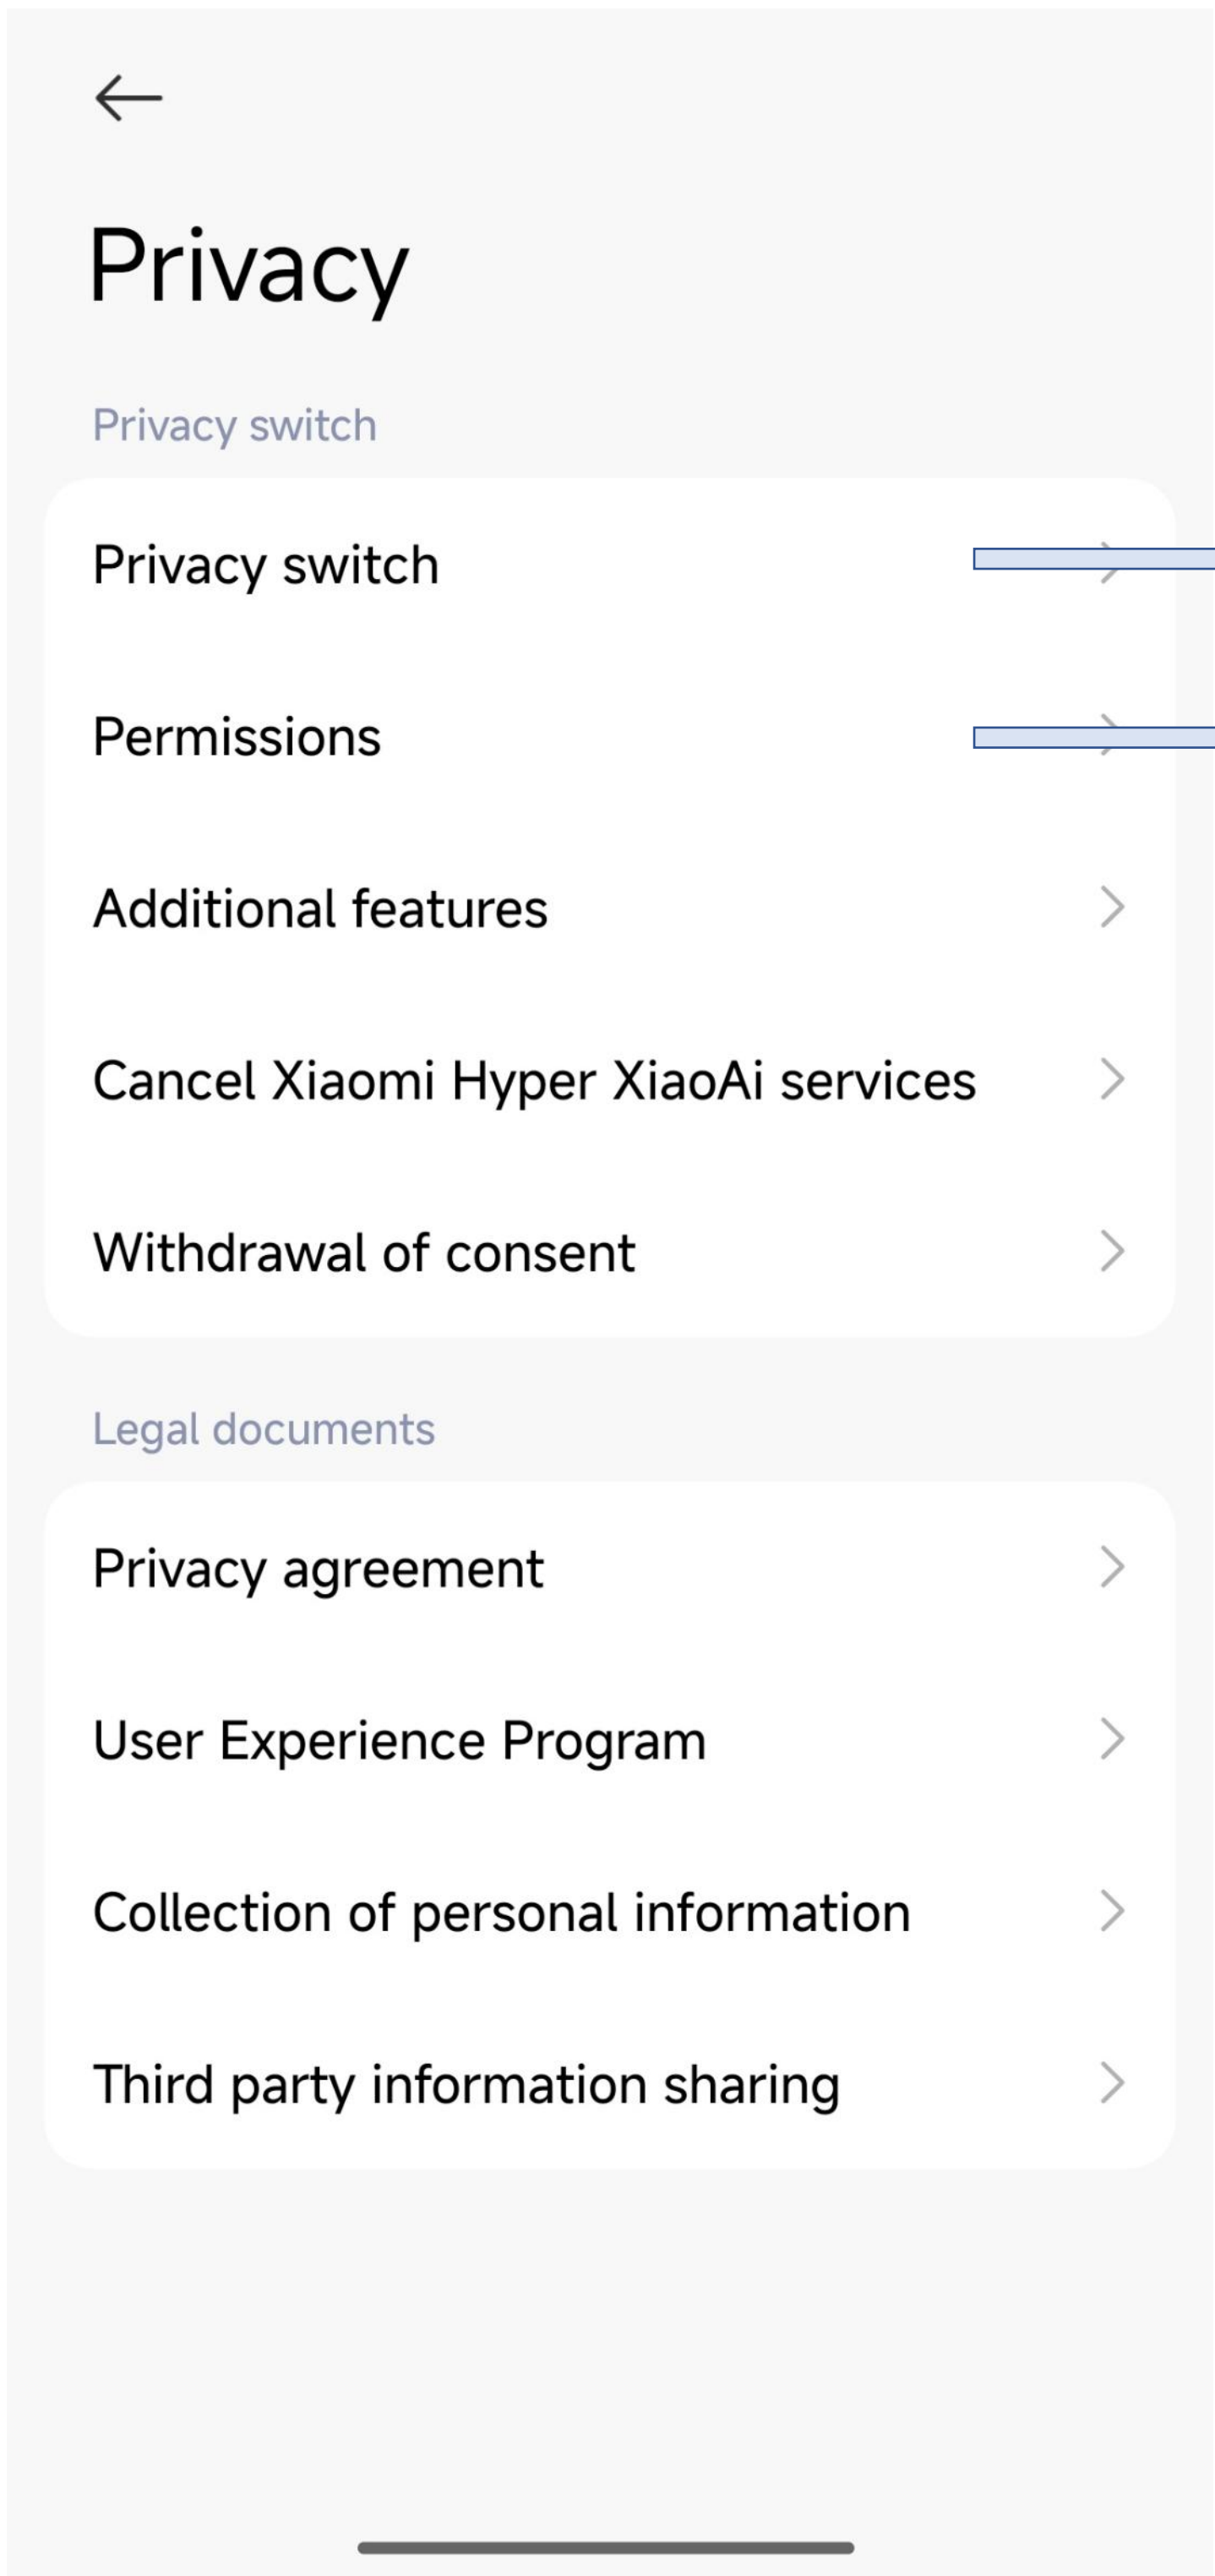 Privacy
Privacy switch
Privacy switch
Permissions
Additional features
Cancel Xiaomi Hyper XiaoAi services
Withdrawal of consent
Legal documents
Privacy agreement
User Experience Program
Collection of personal information
Third party information sharing